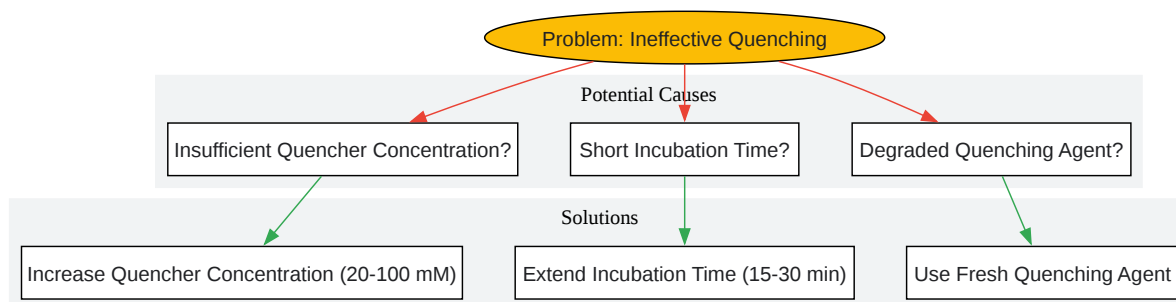 Problem: Ineffective Quenching
Potential Causes
Insufficient Quencher Concentration?
Short Incubation Time?
Degraded Quenching Agent?
Solutions
Increase Quencher Concentration (20-100 mM)
Extend Incubation Time (15-30 min)
Use Fresh Quenching Agent